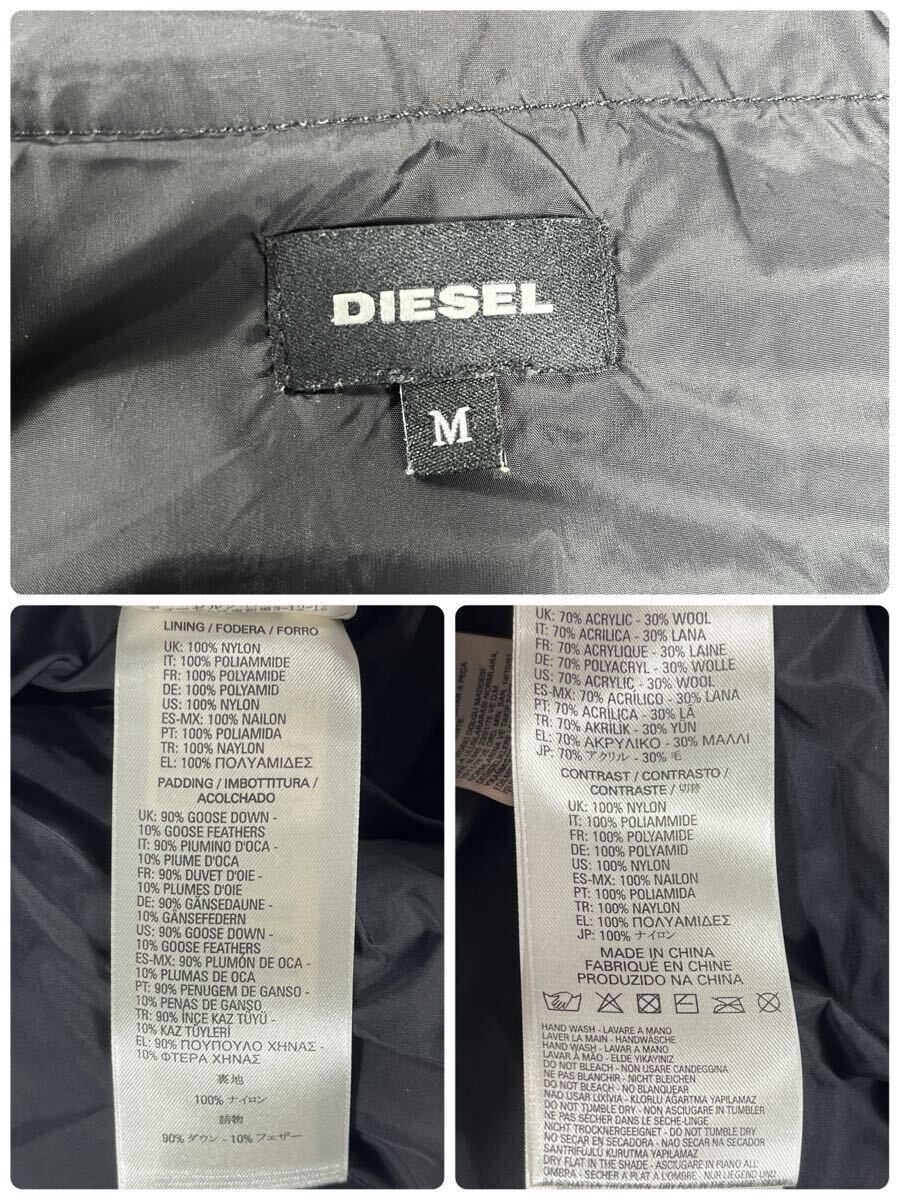 DIESEL
M
LINING / FODERA / FORRO
UK: 100% NYLON
IT: 100% POLIAMMIDE
FR: 100% POLYAMIDE
DE: 100% POLYAMID
US: 100% NYLON
ES-MX: 100% NAILON
PT: 100% POLIAMIDA
TR: 100% NAYLON
EL: 100% ΠΟΛΥΑΜΙΔΕΣ
PADDING / IMBOTTITURA /
ACOLCHADO
UK: 90% GOOSE DOWN -
10% GOOSE FEATHERS
IT: 90% PIUMINO D'OCA -
10% PIUME D'OCA
FR: 90% DUVET D'OIE -
10% PLUMES D'OIE
DE: 90% GÄNSEDAUNE -
10% GÄNSEFEDERN
US: 90% GOOSE DOWN -
10% GOOSE FEATHERS
ES-MX: 90% PLUMÓN DE OCA -
10% PLUMAS DE OCA
PT: 90% PENUGEM DE GANSO -
10% PENAS DE GANSO
TR: 90% İNCE KAZ TÜYÜ -
10% KAZ TÜYLERİ
EL: 90% ΠΟΥΠΟΥΛΟ ΧΗΝΑΣ -
10% ΦΤΕΡΑ ΧΗΝΑΣ
裏地
100% ナイロン
詰物
90% ダウン - 10% フェザー
UK: 70% ACRYLIC - 30% WOOL
IT: 70% ACRILICA - 30% LANA
FR: 70% ACRYLIQUE - 30% LAINE
DE: 70% POLYACRYL - 30% WOLLE
US: 70% ACRYLIC - 30% WOOL
ES-MX: 70% ACRÍLICO - 30% LANA
PT: 70% ACRÍLICA - 30% LÃ
TR: 70% AKRİLİK - 30% YÜN
EL: 70% ΑΚΡΥΛΙΚΟ - 30% ΜΑΛΛΙ
JP: 70% アクリル - 30% 毛
CONTRAST / CONTRASTO /
CONTRASTE / 切替
UK: 100% NYLON
IT: 100% POLIAMMIDE
FR: 100% POLYAMIDE
DE: 100% POLYAMID
US: 100% NYLON
ES-MX: 100% NAILON
PT: 100% POLIAMIDA
TR: 100% NAYLON
EL: 100% ΠΟΛΥΑΜΙΔΕΣ
JP: 100% ナイロン
MADE IN CHINA
FABRIQUÉ EN CHINE
PRODUZIDO NA CHINA
HAND WASH - LAVARE A MANO
LAVER LA MAIN - HANDWÄSCHE
HAND WASH - LAVAR A MANO
LAVAR À MÃO - ELDE YIKAYINIZ
DO NOT BLEACH - NON USARE CANDEGGINA
NE PAS BLANCHIR - NICHT BLEICHEN
DO NOT BLEACH - NO BLANQUEAR
NAO USAR LIXÍVIA - KLORLU AĞARTMA YAPILAMAZ
DO NOT TUMBLE DRY - NON ASCIUGARE IN TUMBLER
NE PAS SÉCHER DANS LE SÈCHE-LINGE
NICHT TROCKNERGEEIGNET - DO NOT TUMBLE DRY
NO SECAR EN SECADORA - NAO SECAR NA SECADOR
SANTRİFÜJLÜ KURUTMA YAPILAMAZ
DRY FLAT IN THE SHADE - ASCIUGARE IN PIANO ALL
OMBRA - SÉCHER A PLAT A L'OMBRE - NUR LIEGEND UND